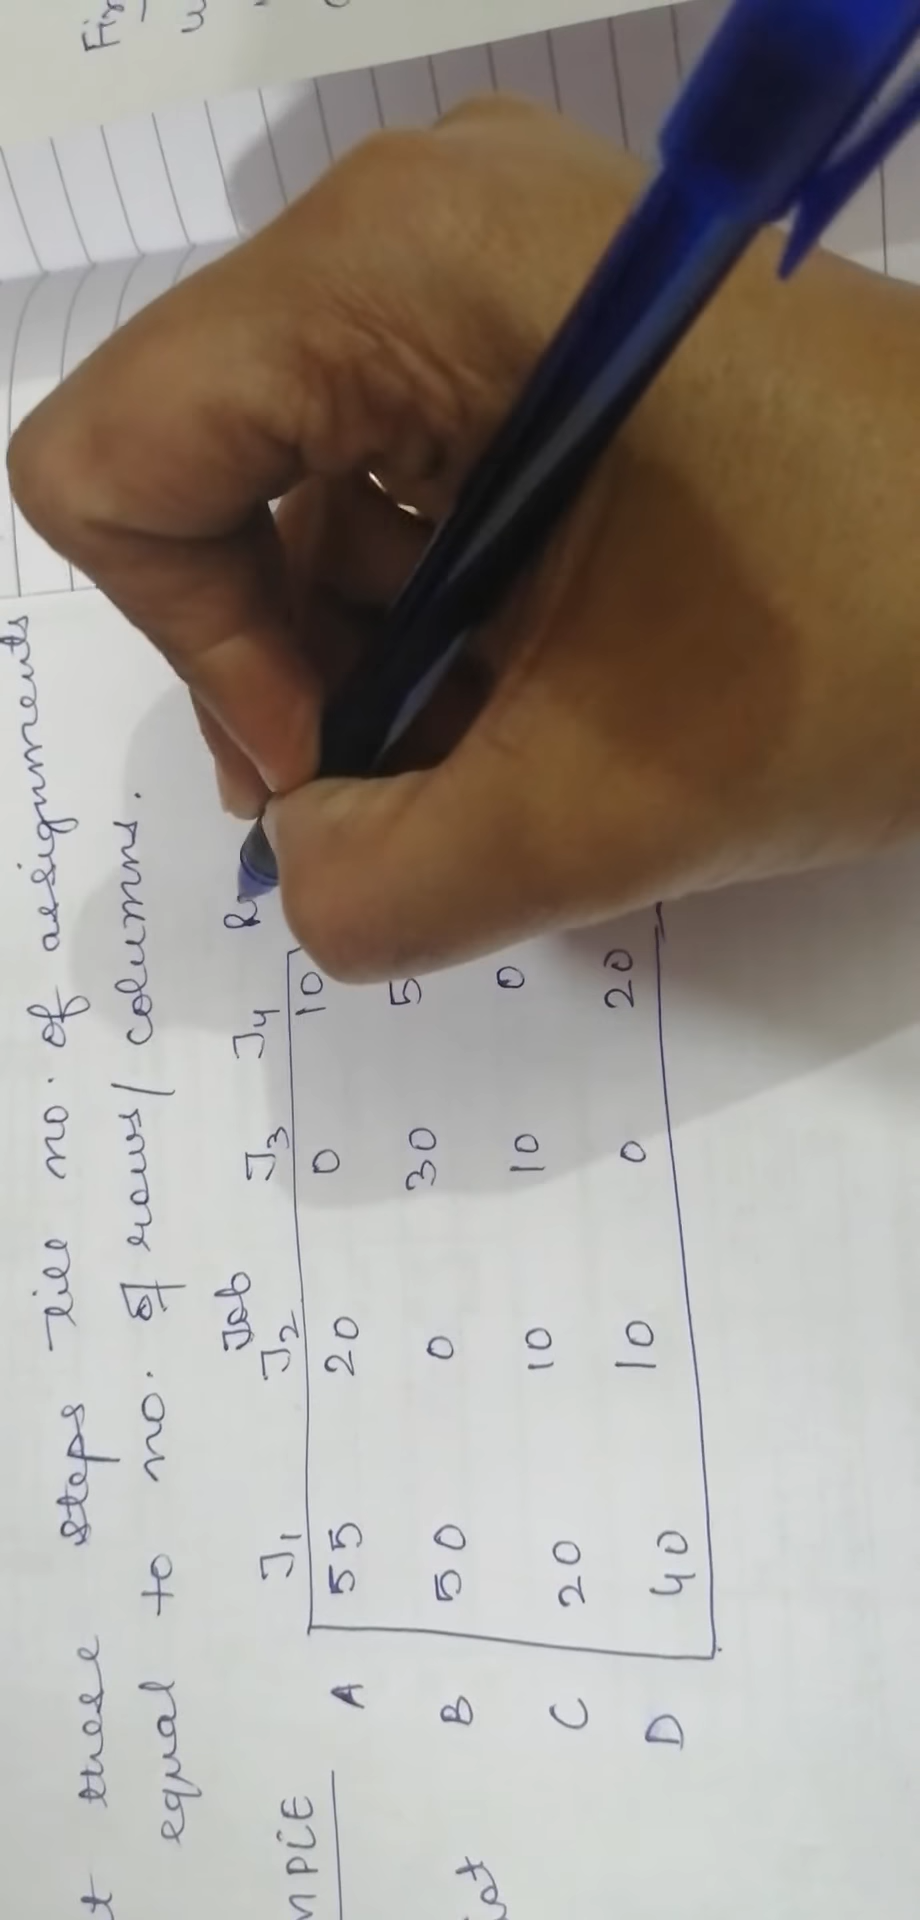 Fir
t these steps till no. of assignments
equal to no. of rows/columns.
Job
J1 J2 J3 J4 R
MPLE A 55 20 0 10
B 50 0 30 5
C 20 10 10 0
D 40 10 0 20